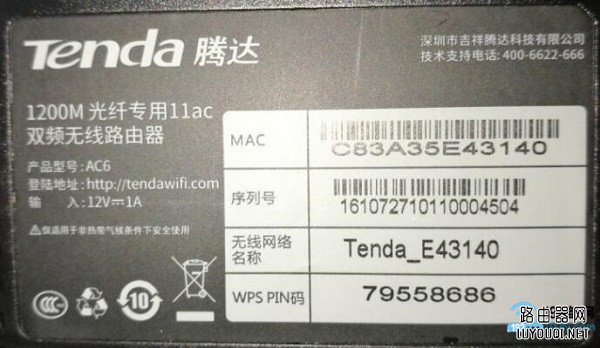 Tenda 腾达
深圳市吉祥腾达科技有限公司
技术支持电话: 400-6622-666
1200M 光纤专用11ac
双频无线路由器
产品型号: AC6
登陆地址: http://tendawifi.com
输 入: 12V⎓1A
仅适用于非热带气候条件下安全使用
MAC
C83A35E43140
序列号
161072710110004504
无线网络
名称
Tenda_E43140
WPS PIN码
79558686
10
路由器网
LUYOUQI.NET